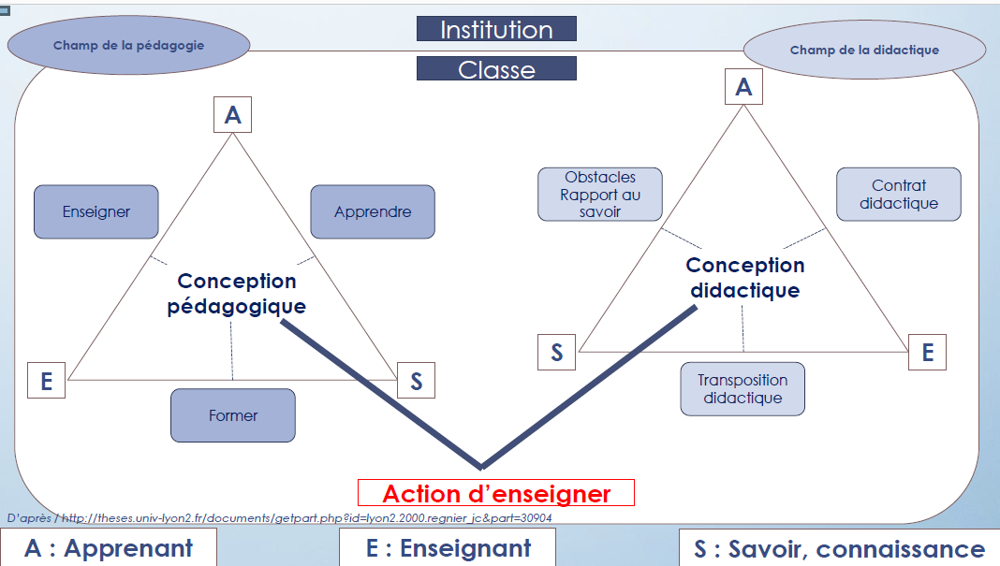 Institution
Champ de la pédagogie
Champ de la didactique
Classe
A
Enseigner
Apprendre
Conception
pédagogique
E
S
Former
A
Obstacles
Rapport au
savoir
Contrat
didactique
Conception
didactique
S
E
Transposition
didactique
Action d'enseigner
D'après / http://theses.univ-lyon2.fr/documents/getpart.php?id=lyon2.2000.regnier_jc&part=30904
A : Apprenant
E : Enseignant
S : Savoir, connaissance